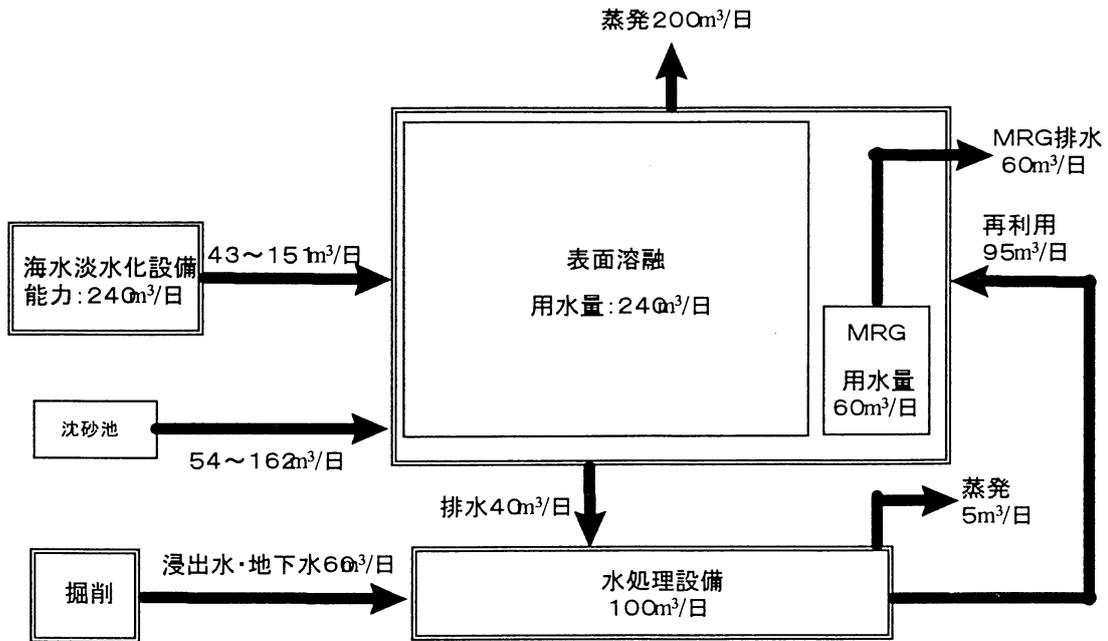 蒸発200m³/日
MRG排水
60m³/日
再利用
95m³/日
43～151m³/日
海水淡水化設備
能力：240m³/日
表面溶融
用水量：240m³/日
MRG
用水量
60m³/日
沈砂池
54～162m³/日
排水40m³/日
蒸発
5m³/日
浸出水・地下水60m³/日
掘削
水処理設備
100m³/日